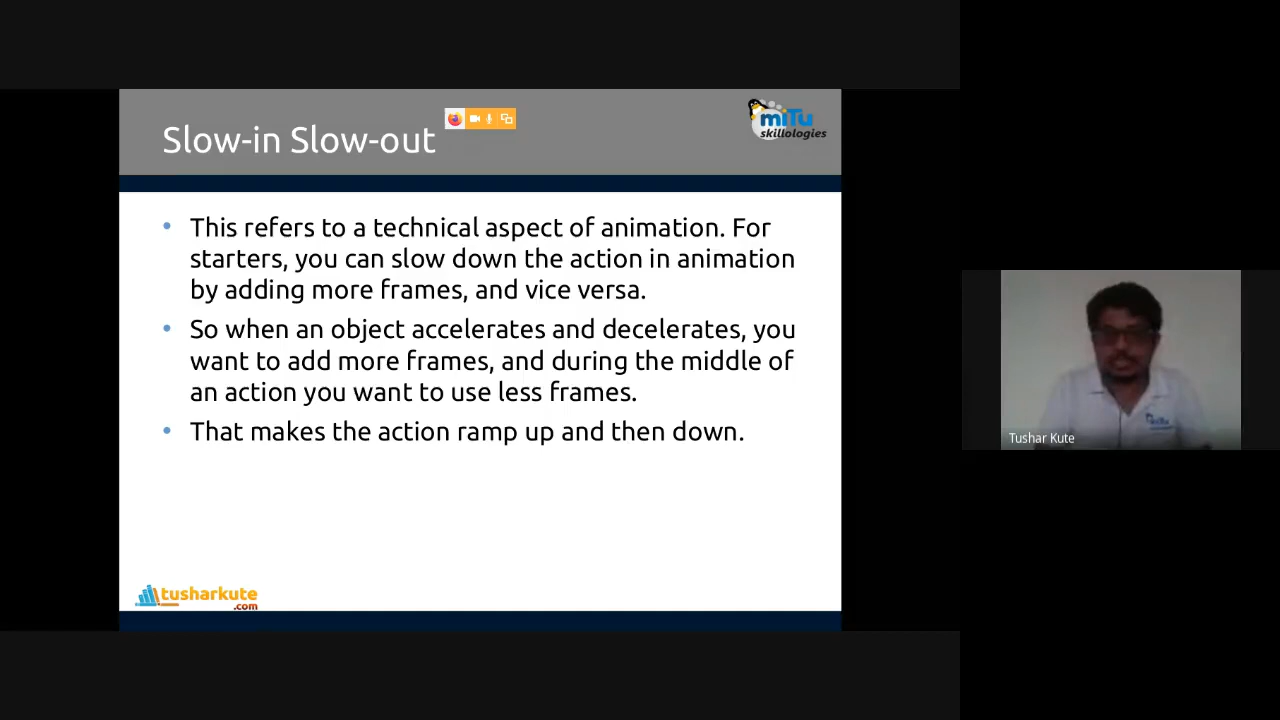 Slow-in Slow-out
miTu
skillologies
• This refers to a technical aspect of animation. For
starters, you can slow down the action in animation
by adding more frames, and vice versa.
• So when an object accelerates and decelerates, you
want to add more frames, and during the middle of
an action you want to use less frames.
• That makes the action ramp up and then down.
tusharkute
.com
Tushar Kute